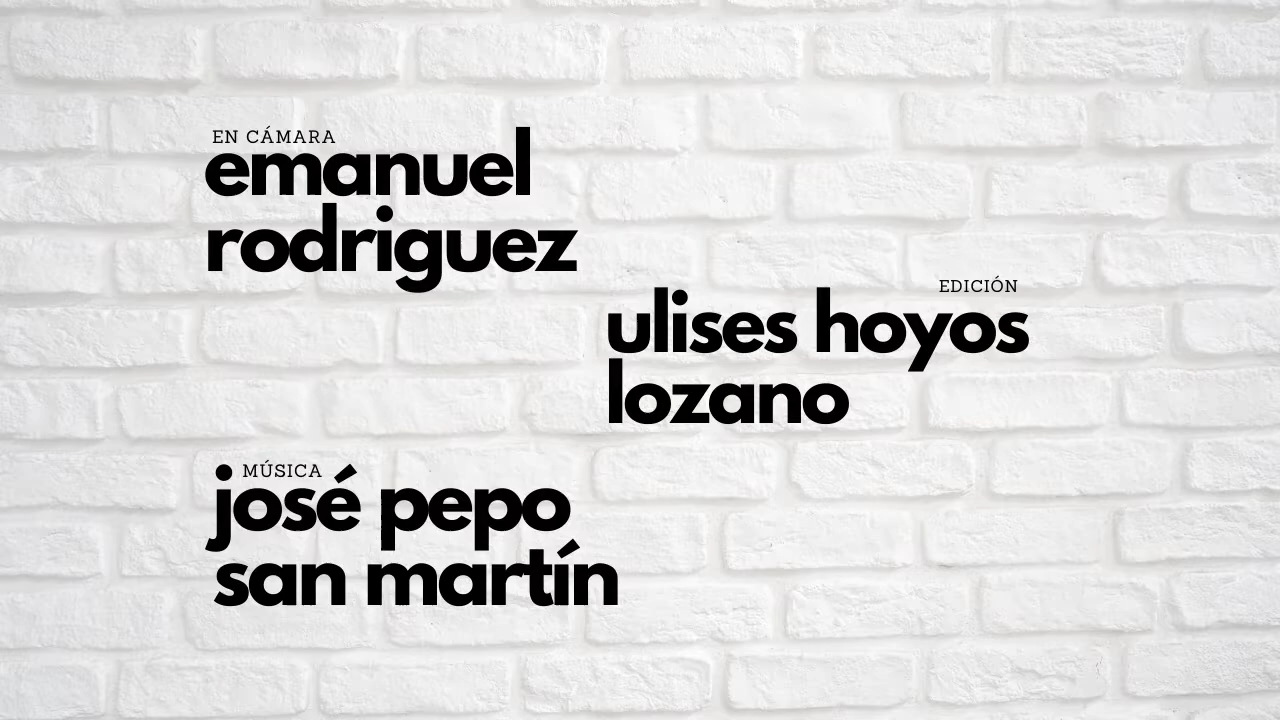 EN CÁMARA
emanuel
rodriguez
EDICIÓN
ulises hoyos
lozano
MÚSICA
josé pepo
san martín